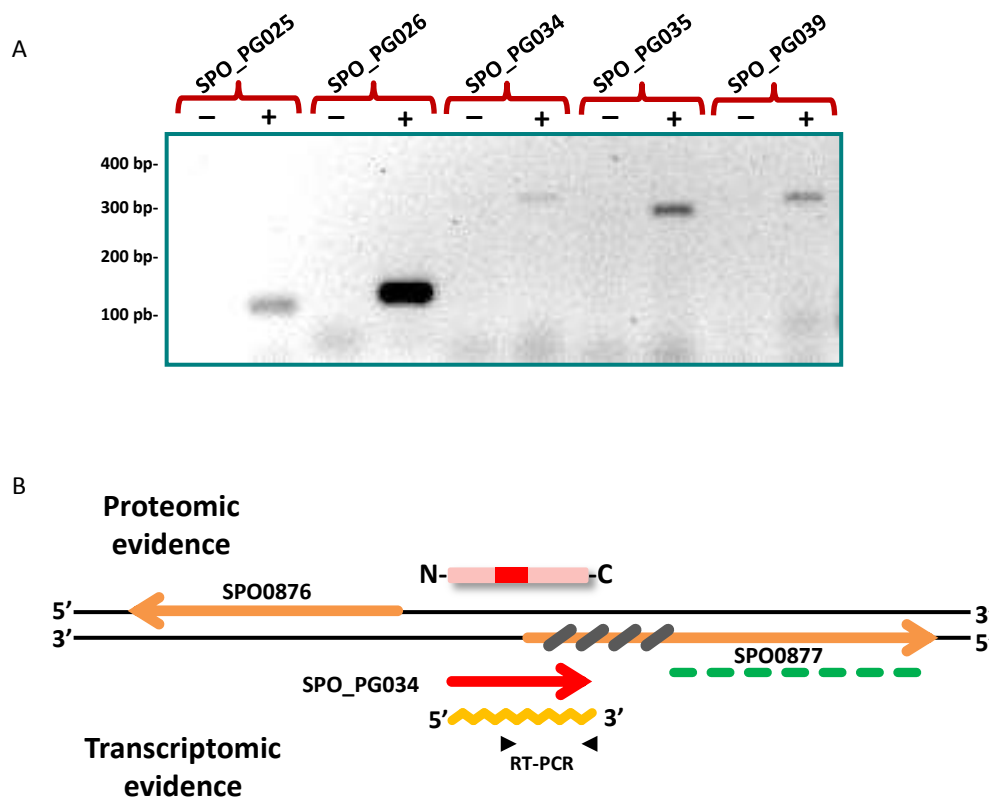 A
SPO_PG025 SPO_PG026 SPO_PG034 SPO_PG035 SPO_PG039
– + – + – + – + – +
400 bp-
300 bp-
200 bp-
100 pb-
B
Proteomic
evidence
N- -C
SPO0876
5’ 3
3’ 5
SPO0877
SPO_PG034
5’ 3’
RT-PCR
Transcriptomic
evidence